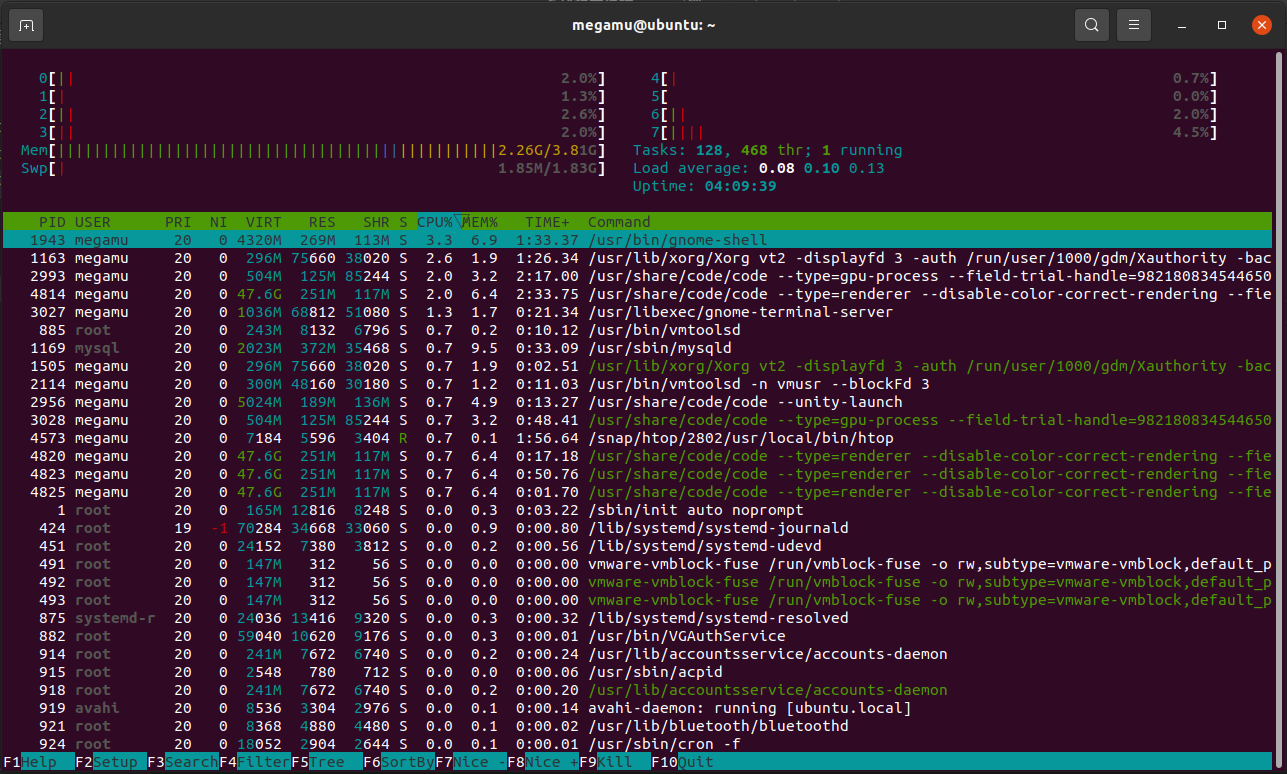 megamu@ubuntu: ~
0[|| 2.0%] 4[| 0.7%]
1[| 1.3%] 5[ 0.0%]
2[|| 2.6%] 6[|| 2.0%]
3[|| 2.0%] 7[|||| 4.5%]
Mem[|||||||||||||||||||||||||||||||||||||||||||||||||2.26G/3.81G] Tasks: 128, 468 thr; 1 running
Swp[| 1.85M/1.83G] Load average: 0.08 0.10 0.13
Uptime: 04:09:39
PID USER PRI NI VIRT RES SHR S CPU%▽MEM% TIME+ Command
1943 megamu 20 0 4320M 269M 113M S 3.3 6.9 1:33.37 /usr/bin/gnome-shell
1163 megamu 20 0 296M 75660 38020 S 2.6 1.9 1:26.34 /usr/lib/xorg/Xorg vt2 -displayfd 3 -auth /run/user/1000/gdm/Xauthority -bac
2993 megamu 20 0 504M 125M 85244 S 2.0 3.2 2:17.00 /usr/share/code/code --type=gpu-process --field-trial-handle=982180834544650
4814 megamu 20 0 47.6G 251M 117M S 2.0 6.4 2:33.75 /usr/share/code/code --type=renderer --disable-color-correct-rendering --fie
3027 megamu 20 0 1036M 68812 51080 S 1.3 1.7 0:21.34 /usr/libexec/gnome-terminal-server
885 root 20 0 243M 8132 6796 S 0.7 0.2 0:10.12 /usr/bin/vmtoolsd
1169 mysql 20 0 2023M 372M 35468 S 0.7 9.5 0:33.09 /usr/sbin/mysqld
1505 megamu 20 0 296M 75660 38020 S 0.7 1.9 0:02.51 /usr/lib/xorg/Xorg vt2 -displayfd 3 -auth /run/user/1000/gdm/Xauthority -bac
2114 megamu 20 0 300M 48160 30180 S 0.7 1.2 0:11.03 /usr/bin/vmtoolsd -n vmusr --blockFd 3
2956 megamu 20 0 5024M 189M 136M S 0.7 4.9 0:13.27 /usr/share/code/code --unity-launch
3028 megamu 20 0 504M 125M 85244 S 0.7 3.2 0:48.41 /usr/share/code/code --type=gpu-process --field-trial-handle=982180834544650
4573 megamu 20 0 7184 5596 3404 R 0.7 0.1 1:56.64 /snap/htop/2802/usr/local/bin/htop
4820 megamu 20 0 47.6G 251M 117M S 0.7 6.4 0:17.18 /usr/share/code/code --type=renderer --disable-color-correct-rendering --fie
4823 megamu 20 0 47.6G 251M 117M S 0.7 6.4 0:50.76 /usr/share/code/code --type=renderer --disable-color-correct-rendering --fie
4825 megamu 20 0 47.6G 251M 117M S 0.7 6.4 0:01.70 /usr/share/code/code --type=renderer --disable-color-correct-rendering --fie
1 root 20 0 165M 12816 8248 S 0.0 0.3 0:03.22 /sbin/init auto noprompt
424 root 19 -1 70284 34668 33060 S 0.0 0.9 0:00.80 /lib/systemd/systemd-journald
451 root 20 0 24152 7380 3812 S 0.0 0.2 0:00.56 /lib/systemd/systemd-udevd
491 root 20 0 147M 312 56 S 0.0 0.0 0:00.00 vmware-vmblock-fuse /run/vmblock-fuse -o rw,subtype=vmware-vmblock,default_p
492 root 20 0 147M 312 56 S 0.0 0.0 0:00.00 vmware-vmblock-fuse /run/vmblock-fuse -o rw,subtype=vmware-vmblock,default_p
493 root 20 0 147M 312 56 S 0.0 0.0 0:00.00 vmware-vmblock-fuse /run/vmblock-fuse -o rw,subtype=vmware-vmblock,default_p
875 systemd-r 20 0 24036 13416 9320 S 0.0 0.3 0:00.32 /lib/systemd/systemd-resolved
882 root 20 0 59040 10620 9176 S 0.0 0.3 0:00.01 /usr/bin/VGAuthService
914 root 20 0 241M 7672 6740 S 0.0 0.2 0:00.24 /usr/lib/accountsservice/accounts-daemon
915 root 20 0 2548 780 712 S 0.0 0.0 0:00.06 /usr/sbin/acpid
918 root 20 0 241M 7672 6740 S 0.0 0.2 0:00.20 /usr/lib/accountsservice/accounts-daemon
919 avahi 20 0 8536 3304 2976 S 0.0 0.1 0:00.14 avahi-daemon: running [ubuntu.local]
921 root 20 0 8368 4880 4480 S 0.0 0.1 0:00.02 /usr/lib/bluetooth/bluetoothd
924 root 20 0 18052 2904 2644 S 0.0 0.1 0:00.01 /usr/sbin/cron -f
F1Help F2Setup F3SearchF4FilterF5Tree F6SortByF7Nice -F8Nice +F9Kill F10Quit